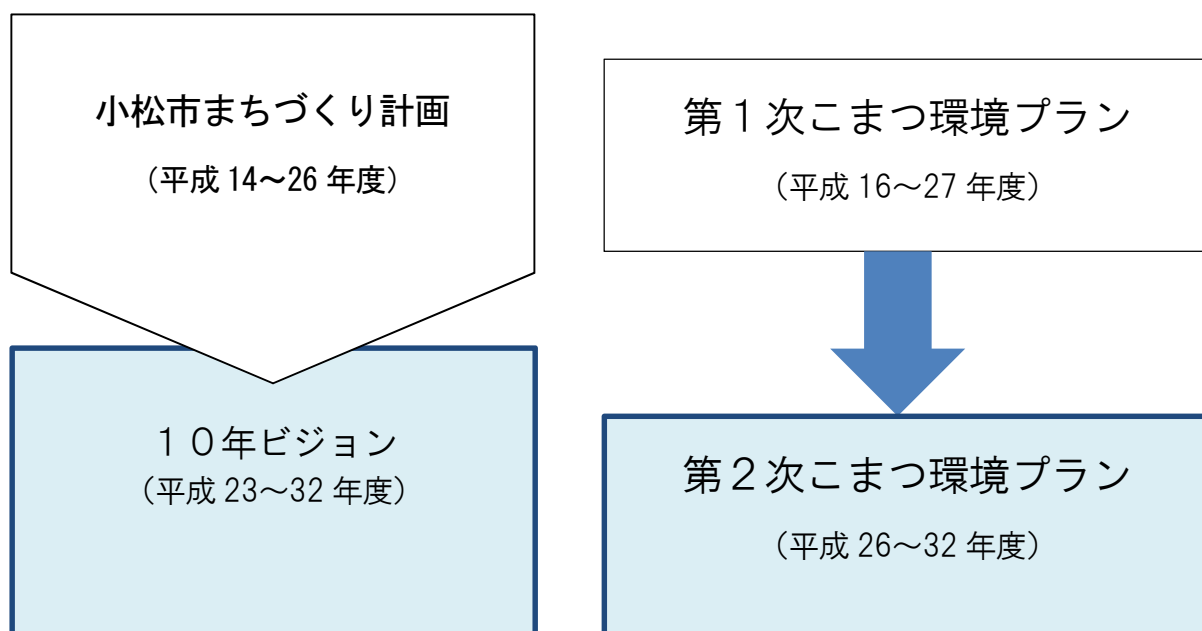 小松市まちづくり計画
（平成 14～26 年度）
１０年ビジョン
（平成 23～32 年度）
第１次こまつ環境プラン
（平成 16～27 年度）
第２次こまつ環境プラン
（平成 26～32 年度）